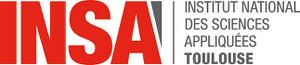 INSA
INSTITUT NATIONAL
DES SCIENCES
APPLIQUÉES
TOULOUSE